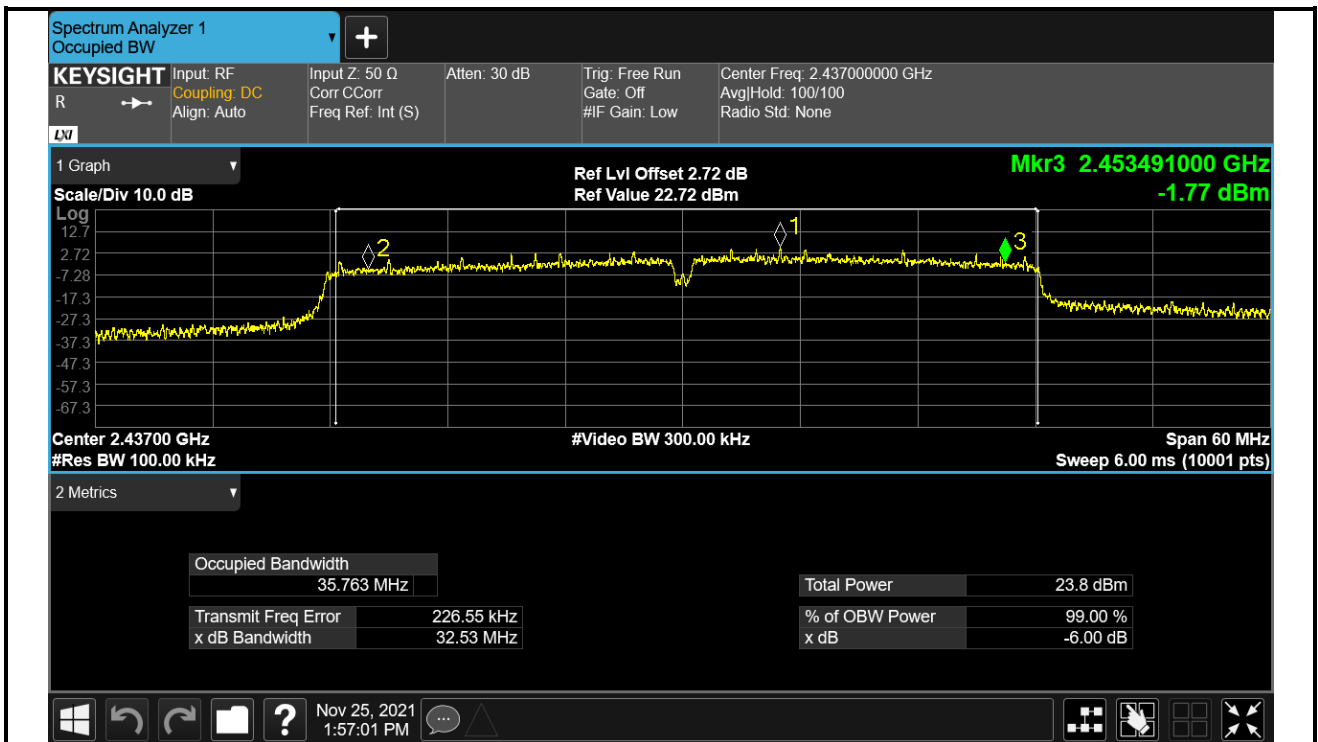 Spectrum Analyzer 1
Occupied BW
KEYSIGHT
R
LXI
Input: RF
Coupling: DC
Align: Auto
Input Z: 50 Ω
Corr CCorr
Freq Ref: Int (S)
Atten: 30 dB
Trig: Free Run
Gate: Off
#IF Gain: Low
Center Freq: 2.437000000 GHz
Avg|Hold: 100/100
Radio Std: None
1 Graph
Scale/Div 10.0 dB
Ref Lvl Offset 2.72 dB
Ref Value 22.72 dBm
Mkr3 2.453491000 GHz
-1.77 dBm
Log
12.7
2.72
-7.28
-17.3
-27.3
-37.3
-47.3
-57.3
-67.3
2
1
3
Center 2.43700 GHz
#Res BW 100.00 kHz
#Video BW 300.00 kHz
Span 60 MHz
Sweep 6.00 ms (10001 pts)
2 Metrics
Occupied Bandwidth
35.763 MHz
Transmit Freq Error 226.55 kHz
x dB Bandwidth 32.53 MHz
Total Power 23.8 dBm
% of OBW Power 99.00 %
x dB -6.00 dB
Nov 25, 2021
1:57:01 PM